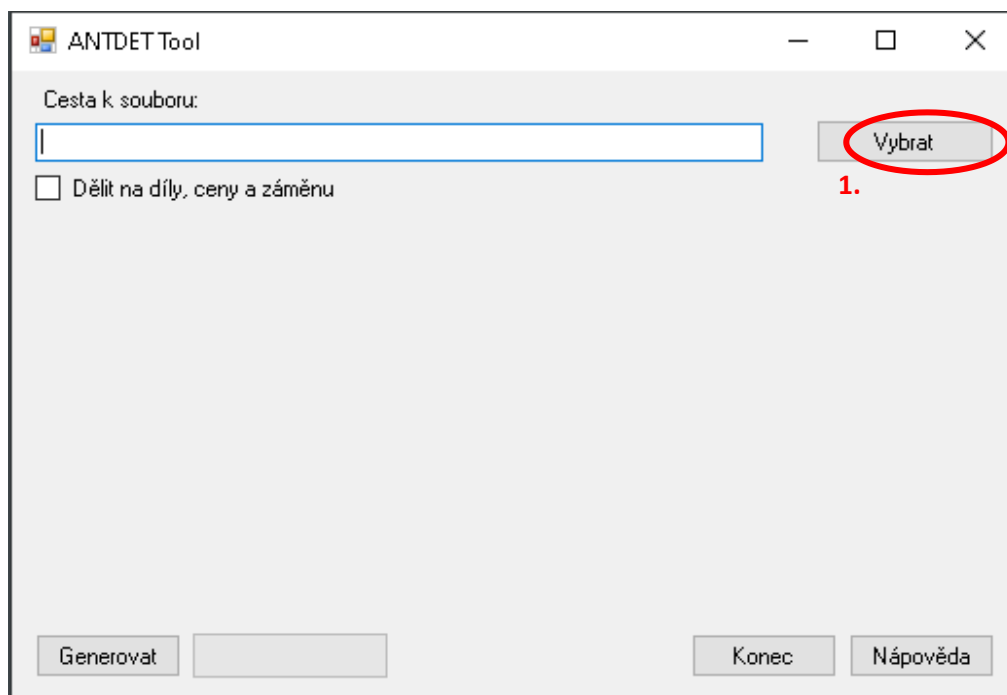 ANTDET Tool
Cesta k souboru:
Vybrat
1.
Dělit na díly, ceny a záměnu
Generovat
Konec
Nápověda